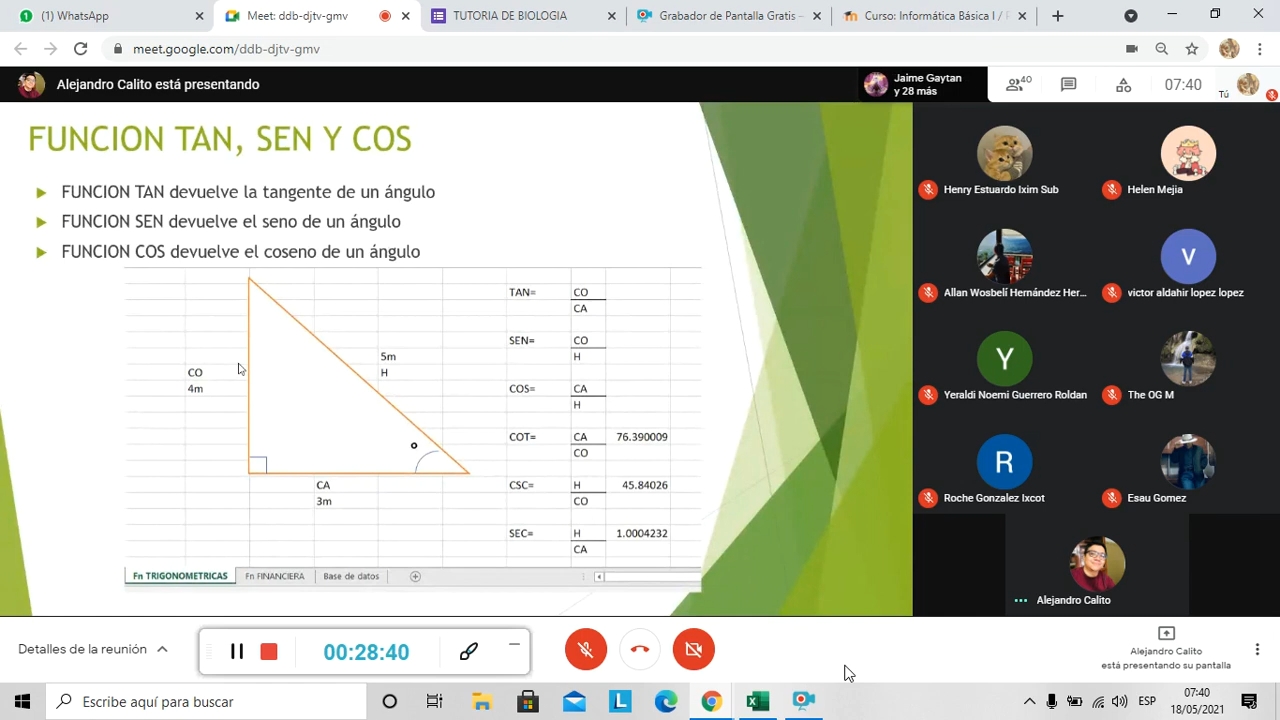 (1) WhatsApp
Meet: ddb-djtv-gmv
TUTORIA DE BIOLOGIA
Grabador de Pantalla Gratis –
Curso: Informática Básica I / P
meet.google.com/ddb-djtv-gmv
Alejandro Calito está presentando
Jaime Gaytan
y 28 más
40
07:40
Tú
FUNCION TAN, SEN Y COS
FUNCION TAN devuelve la tangente de un ángulo
FUNCION SEN devuelve el seno de un ángulo
FUNCION COS devuelve el coseno de un ángulo
CO
4m
5m
H
CA
3m
TAN= CO
CA
SEN= CO
H
COS= CA
H
COT= CA 76.390009
CO
CSC= H 45.84026
CO
SEC= H 1.0004232
CA
Fn TRIGONOMETRICAS
Fn FINANCIERA
Base de datos
Henry Estuardo Ixim Sub
Helen Mejia
V
Allan Wosbelí Hernández Her...
victor aldahir lopez lopez
Y
Yeraldi Noemi Guerrero Roldan
The OG M
R
Roche Gonzalez Ixcot
Esau Gomez
Alejandro Calito
Detalles de la reunión
00:28:40
Alejandro Calito
está presentando su pantalla
Escribe aquí para buscar
L
ESP
07:40
18/05/2021